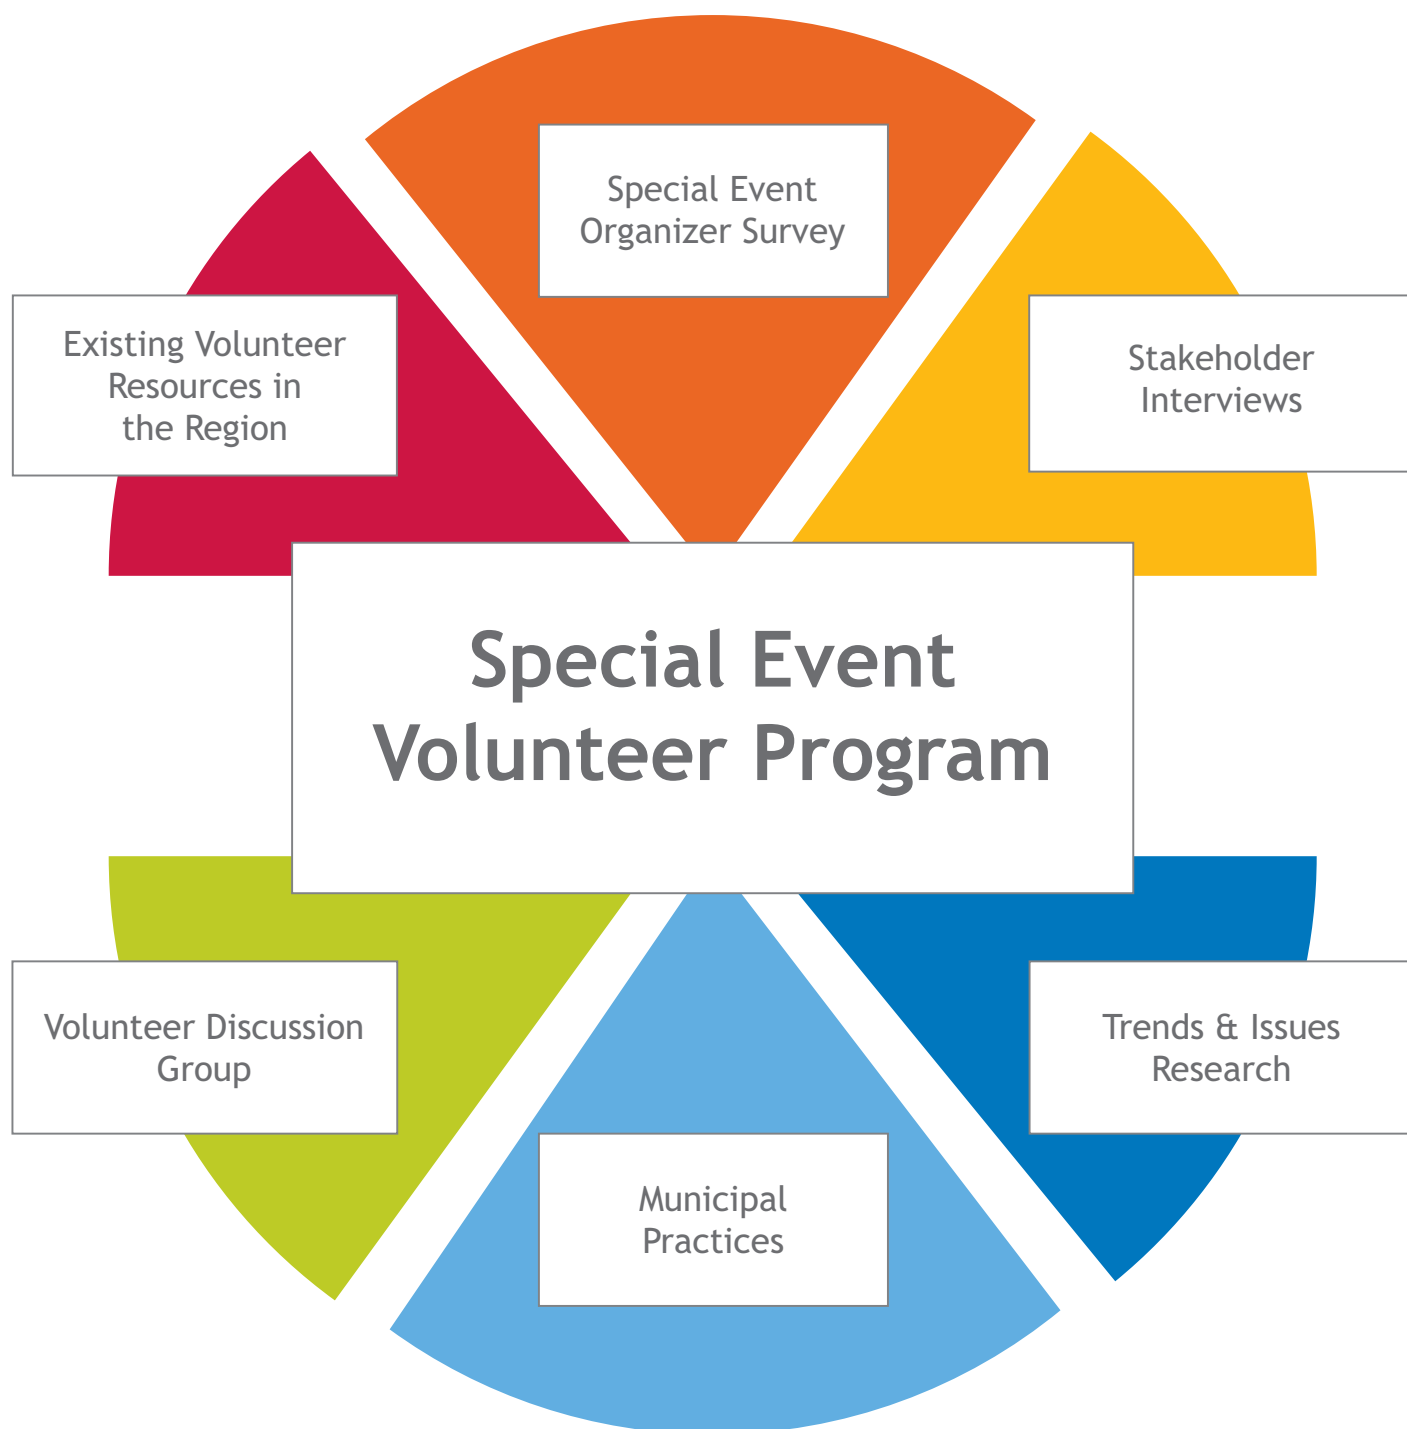 Special Event
Organizer Survey
Existing Volunteer
Resources in
the Region
Stakeholder
Interviews
Special Event
Volunteer Program
Volunteer Discussion
Group
Trends & Issues
Research
Municipal
Practices